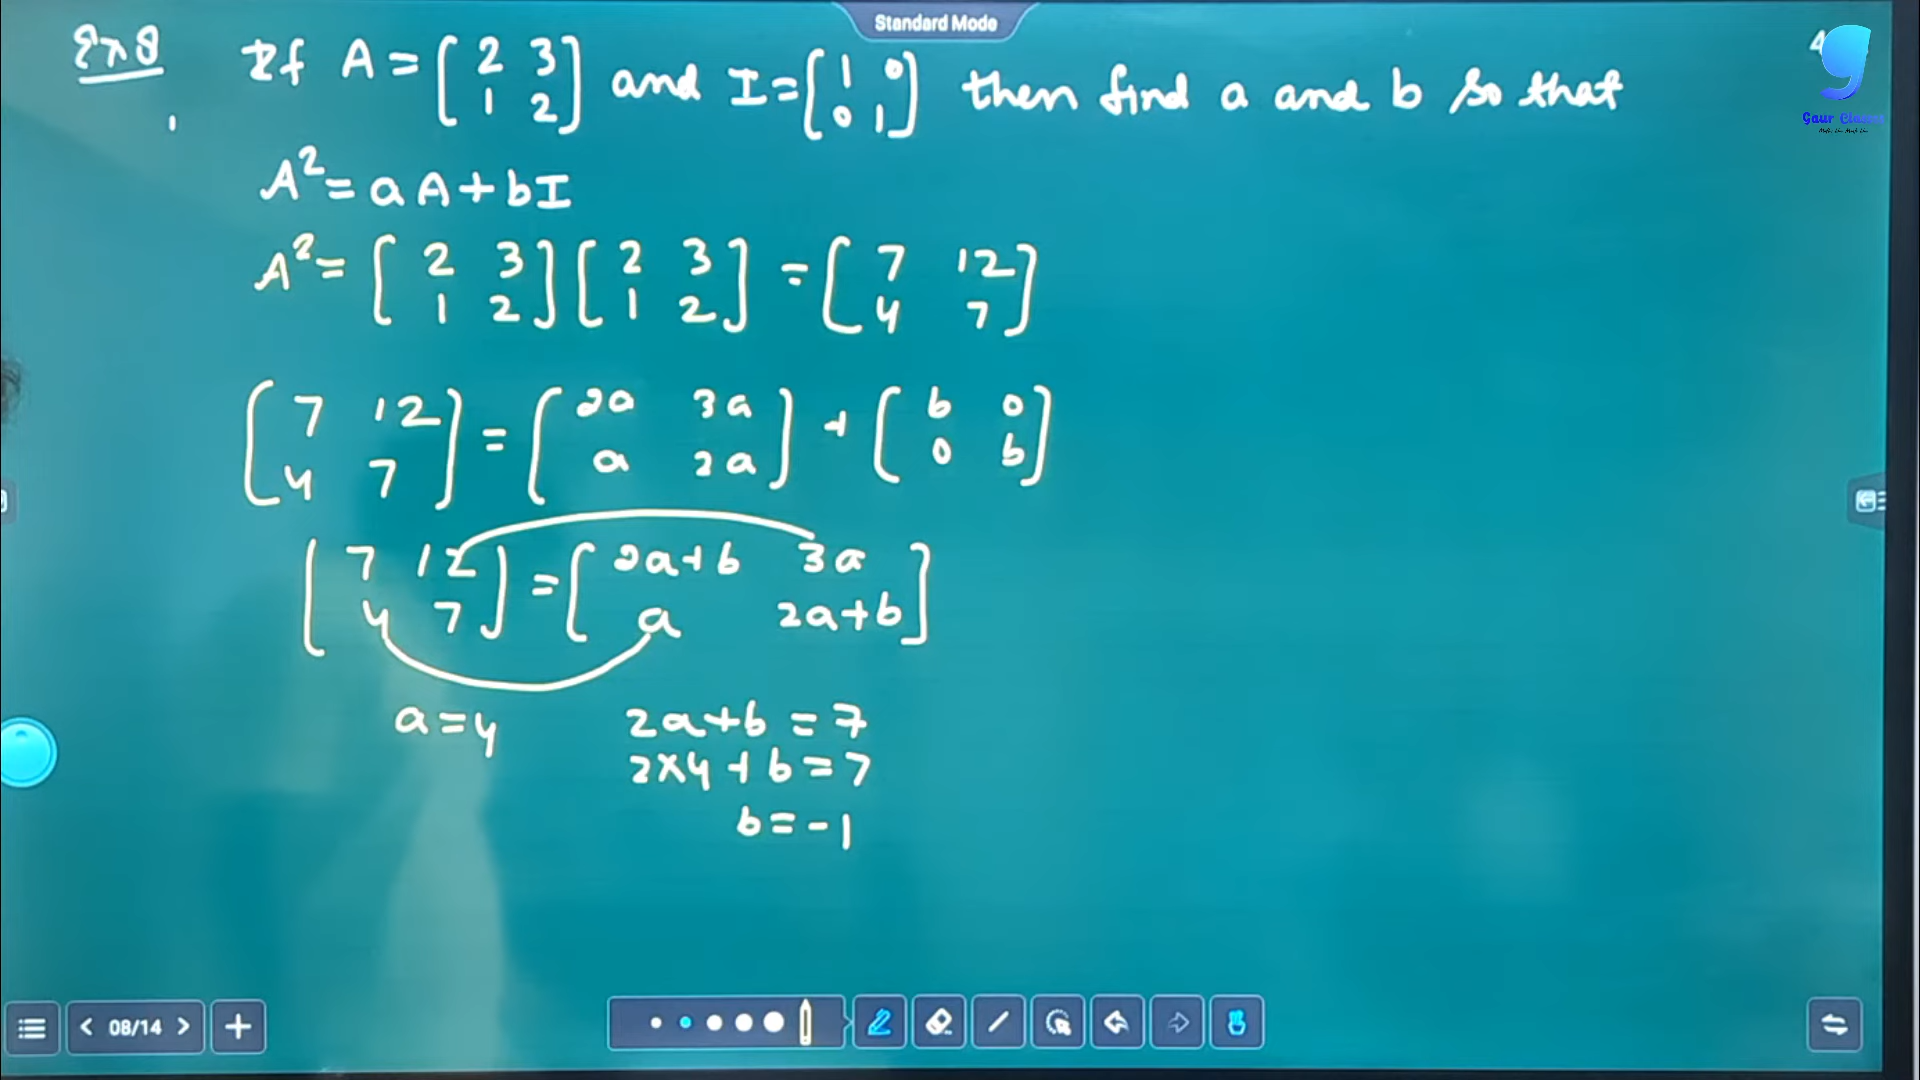 Standard Mode
Ex 8 If A = [2 3 1 2] and I = [1 0 0 1] then find a and b so that
A² = aA + bI
A² = [2 3 1 2] [2 3 1 2] = [7 12 4 7]
[7 12 4 7] = [2a 3a a 2a] + [b 0 0 b]
[7 12 4 7] = [2a+b 3a a 2a+b]
a = 4
2a+b = 7
2×4 + b = 7
b = -1
08/14
Gaur Classes